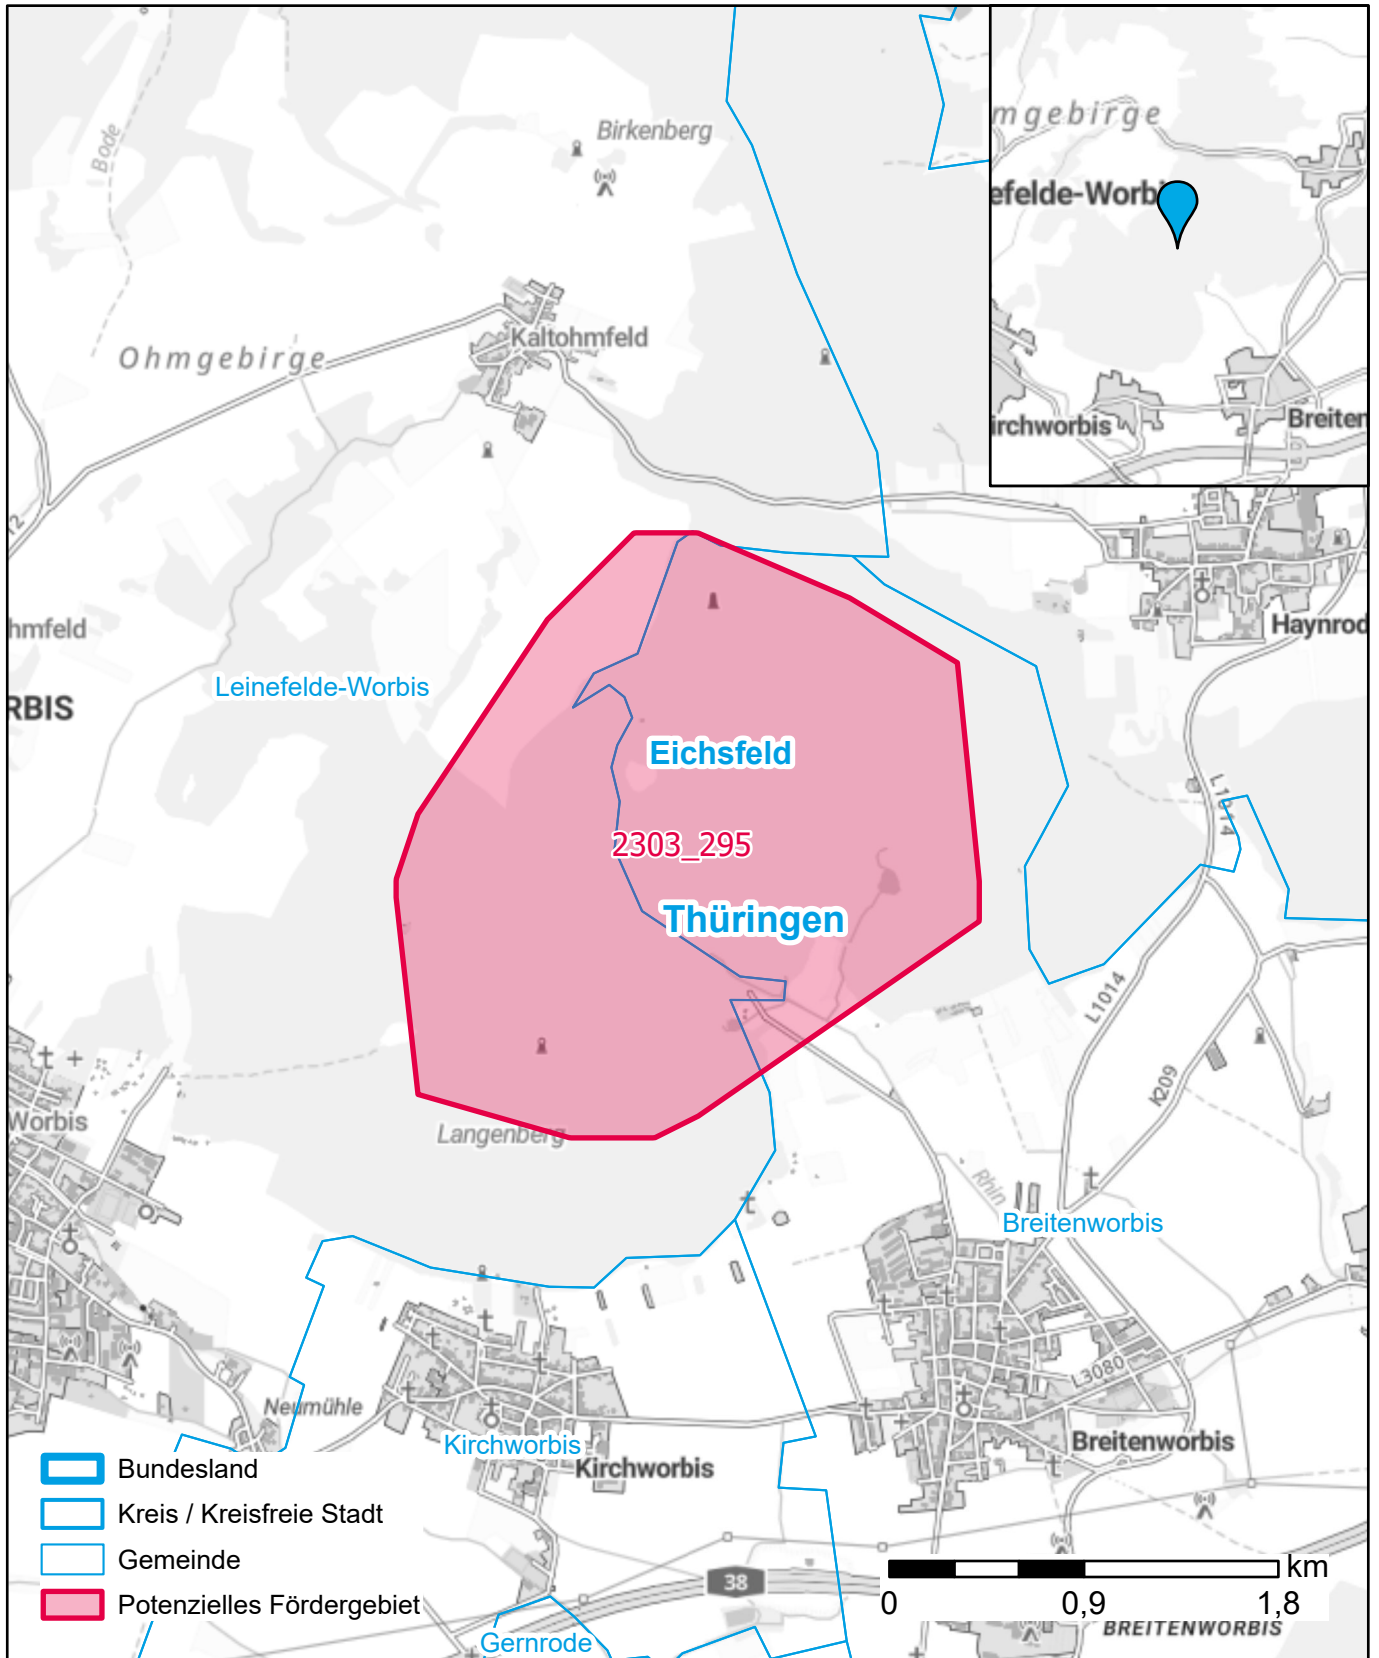 Birkenberg
Bode
mgebirge
efelde-Worb
irchworbis
Breiten
Kaltohmfeld
Ohmgebirge
hmfeld
RBIS
Leinefelde-Worbis
Haynrod
Eichsfeld
2303_295
Thüringen
L1014
L1014
K209
Worbis
Langenberg
Rhin
Breitenworbis
L3080
Neumühle
Kirchworbis
Kirchworbis
Breitenworbis
Bundesland
Kreis / Kreisfreie Stadt
Gemeinde
Potenzielles Fördergebiet
38
km
0 0,9 1,8
BREITENWORBIS
Gernrode